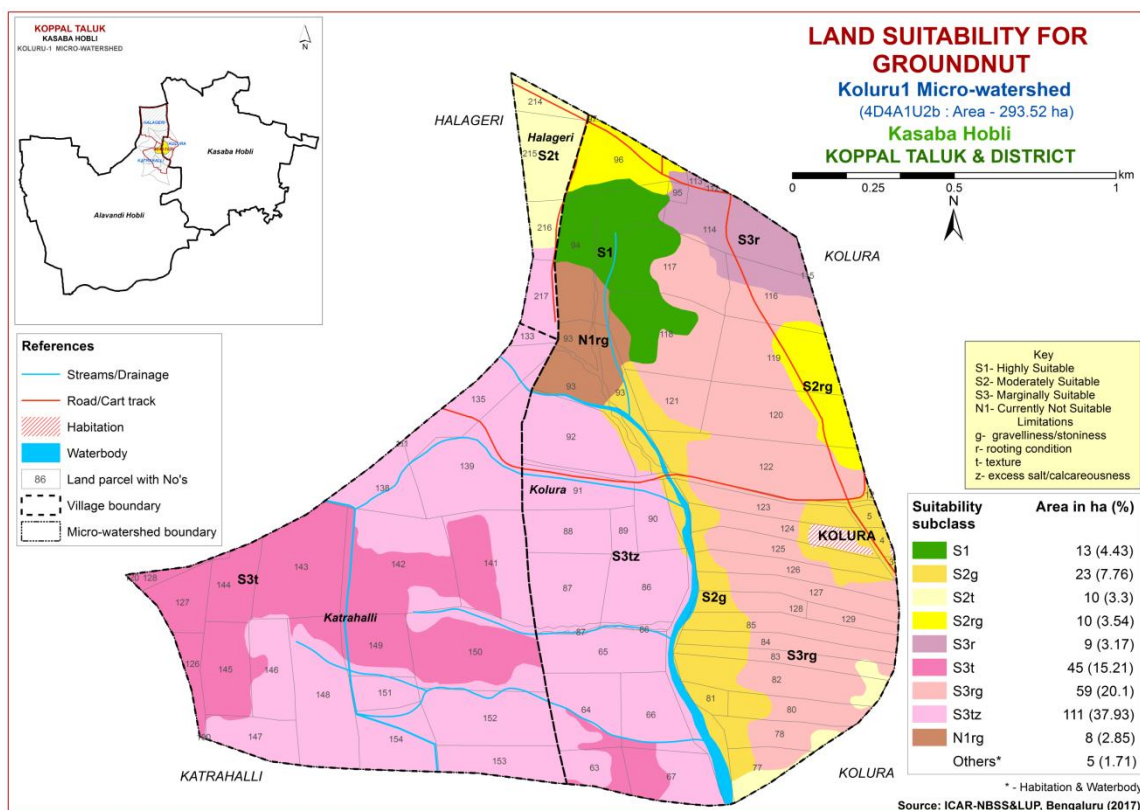 KOPPAL TALUK
KASABA HOBLI
KOLURU-1 MICRO-WATERSHED
N
HALAGERI
KOLURA
KATRAHALLI
Kasaba Hobli
Alavandi Hobli
LAND SUITABILITY FOR
GROUNDNUT
Koluru1 Micro-watershed
(4D4A1U2b : Area - 293.52 ha)
Kasaba Hobli
KOPPAL TALUK & DISTRICT
km
0 0.25 0.5 1
N
References
Streams/Drainage
Road/Cart track
Habitation
Waterbody
86 Land parcel with No's
Village boundary
Micro-watershed boundary
HALAGERI
214
Halageri
215
S2t
96
113
112
95
216
94
S1
114
S3r
KOLURA
115
117
217
116
133
93
N1rg
118
119
S2rg
93
93
135
121
120
92
139
122
138
Kolura
91
123
5
88
89
90
124
KOLURA
4
S3tz
125
143
142
141
S3t
126
128
144
87
86
S2g
127
127
128
129
Katrahalli
87
66
85
84
149
150
65
S3rg
83
126
145
146
82
148
151
81
64
66
80
152
154
78
147
153
63
67
77
KATRAHALLI
KOLURA
Key
S1- Highly Suitable
S2- Moderately Suitable
S3- Marginally Suitable
N1- Currently Not Suitable
Limitations
g- gravelliness/stoniness
r- rooting condition
t- texture
z- excess salt/calcareousness
Suitability subclass Area in ha (%)
S1 13 (4.43)
S2g 23 (7.76)
S2t 10 (3.3)
S2rg 10 (3.54)
S3r 9 (3.17)
S3t 45 (15.21)
S3rg 59 (20.1)
S3tz 111 (37.93)
N1rg 8 (2.85)
Others* 5 (1.71)
* - Habitation & Waterbody
Source: ICAR-NBSS&LUP, Bengaluru (2017)